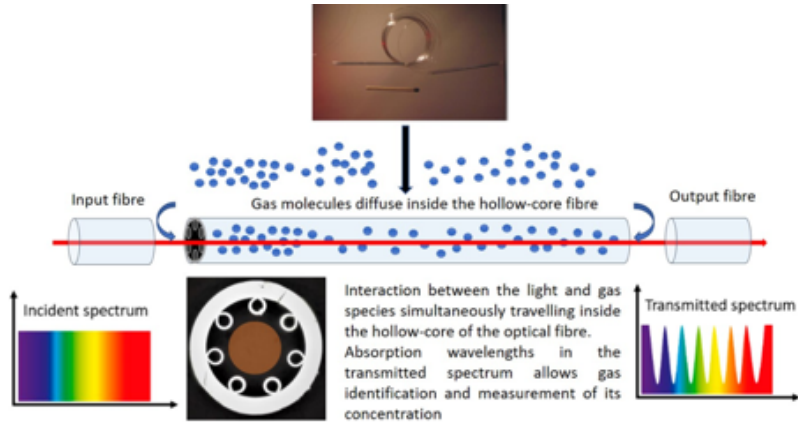 Input fibre
Gas molecules diffuse inside the hollow-core fibre
Output fibre
Incident spectrum
Interaction between the light and gas
species simultaneously travelling inside
the hollow-core of the optical fibre.
Absorption wavelengths in the
transmitted spectrum allows gas
identification and measurement of its
concentration
Transmitted spectrum